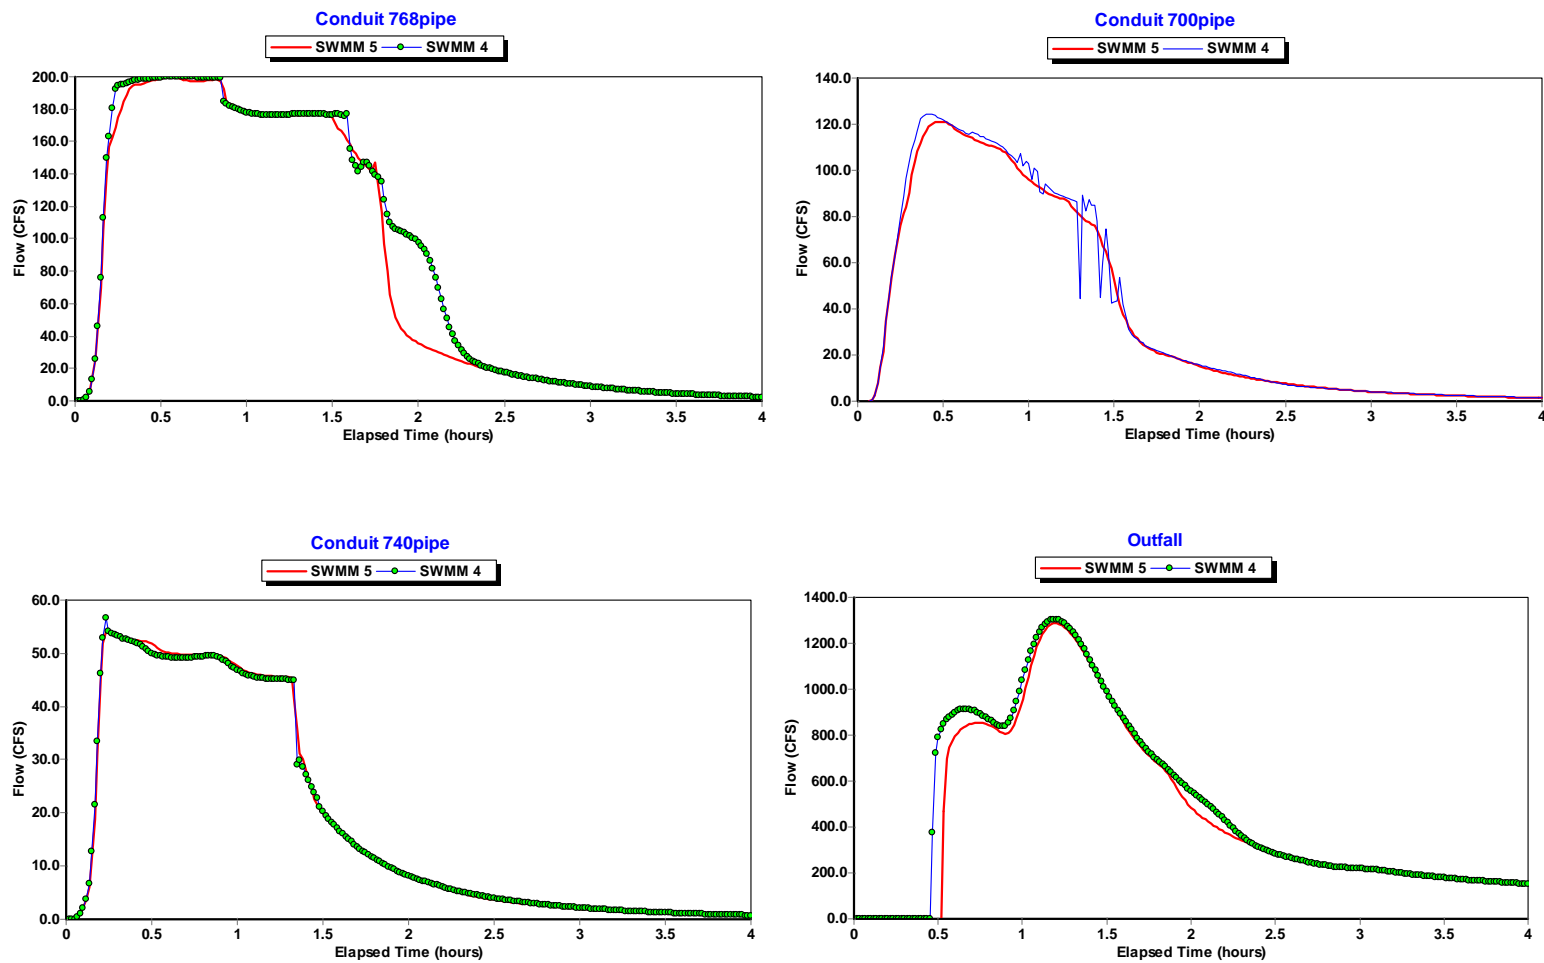 Conduit 768pipe
SWMM 5 SWMM 4
200.0
180.0
160.0
140.0
120.0
100.0
80.0
60.0
40.0
20.0
0.0
Flow (CFS)
0 0.5 1 1.5 2 2.5 3 3.5 4
Elapsed Time (hours)
Conduit 700pipe
SWMM 5 SWMM 4
140.0
120.0
100.0
80.0
60.0
40.0
20.0
0.0
Flow (CFS)
0 0.5 1 1.5 2 2.5 3 3.5 4
Elapsed Time (hours)
Conduit 740pipe
SWMM 5 SWMM 4
60.0
50.0
40.0
30.0
20.0
10.0
0.0
Flow (CFS)
0 0.5 1 1.5 2 2.5 3 3.5 4
Elapsed Time (hours)
Outfall
SWMM 5 SWMM 4
1400.0
1200.0
1000.0
800.0
600.0
400.0
200.0
0.0
Flow (CFS)
0 0.5 1 1.5 2 2.5 3 3.5 4
Elapsed Time (hours)